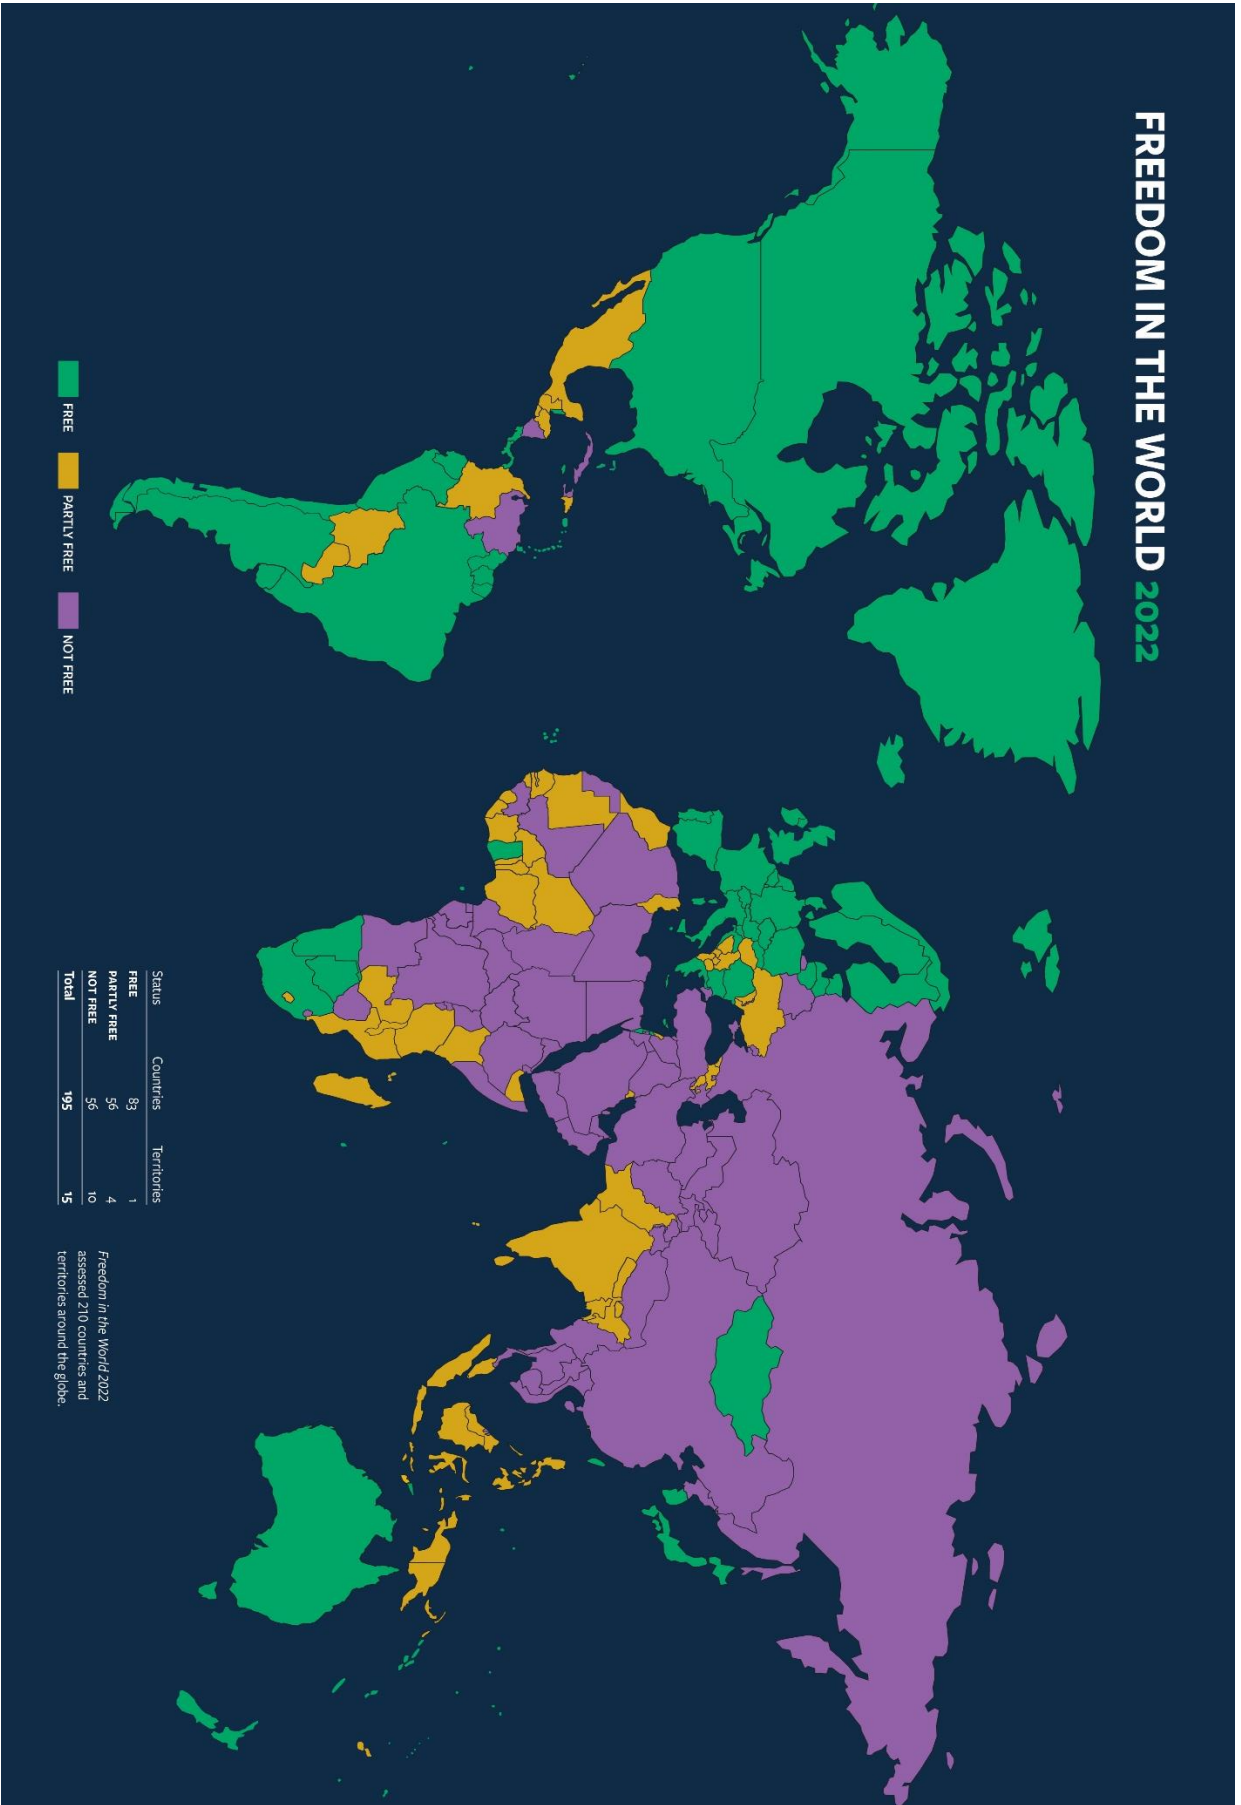 FREEDOM IN THE WORLD 2022
FREE
PARTLY FREE
NOT FREE
Status Countries Territories
FREE 83 1
PARTLY FREE 56 4
NOT FREE 56 10
Total 195 15
Freedom in the World 2022
assessed 210 countries and
territories around the globe.